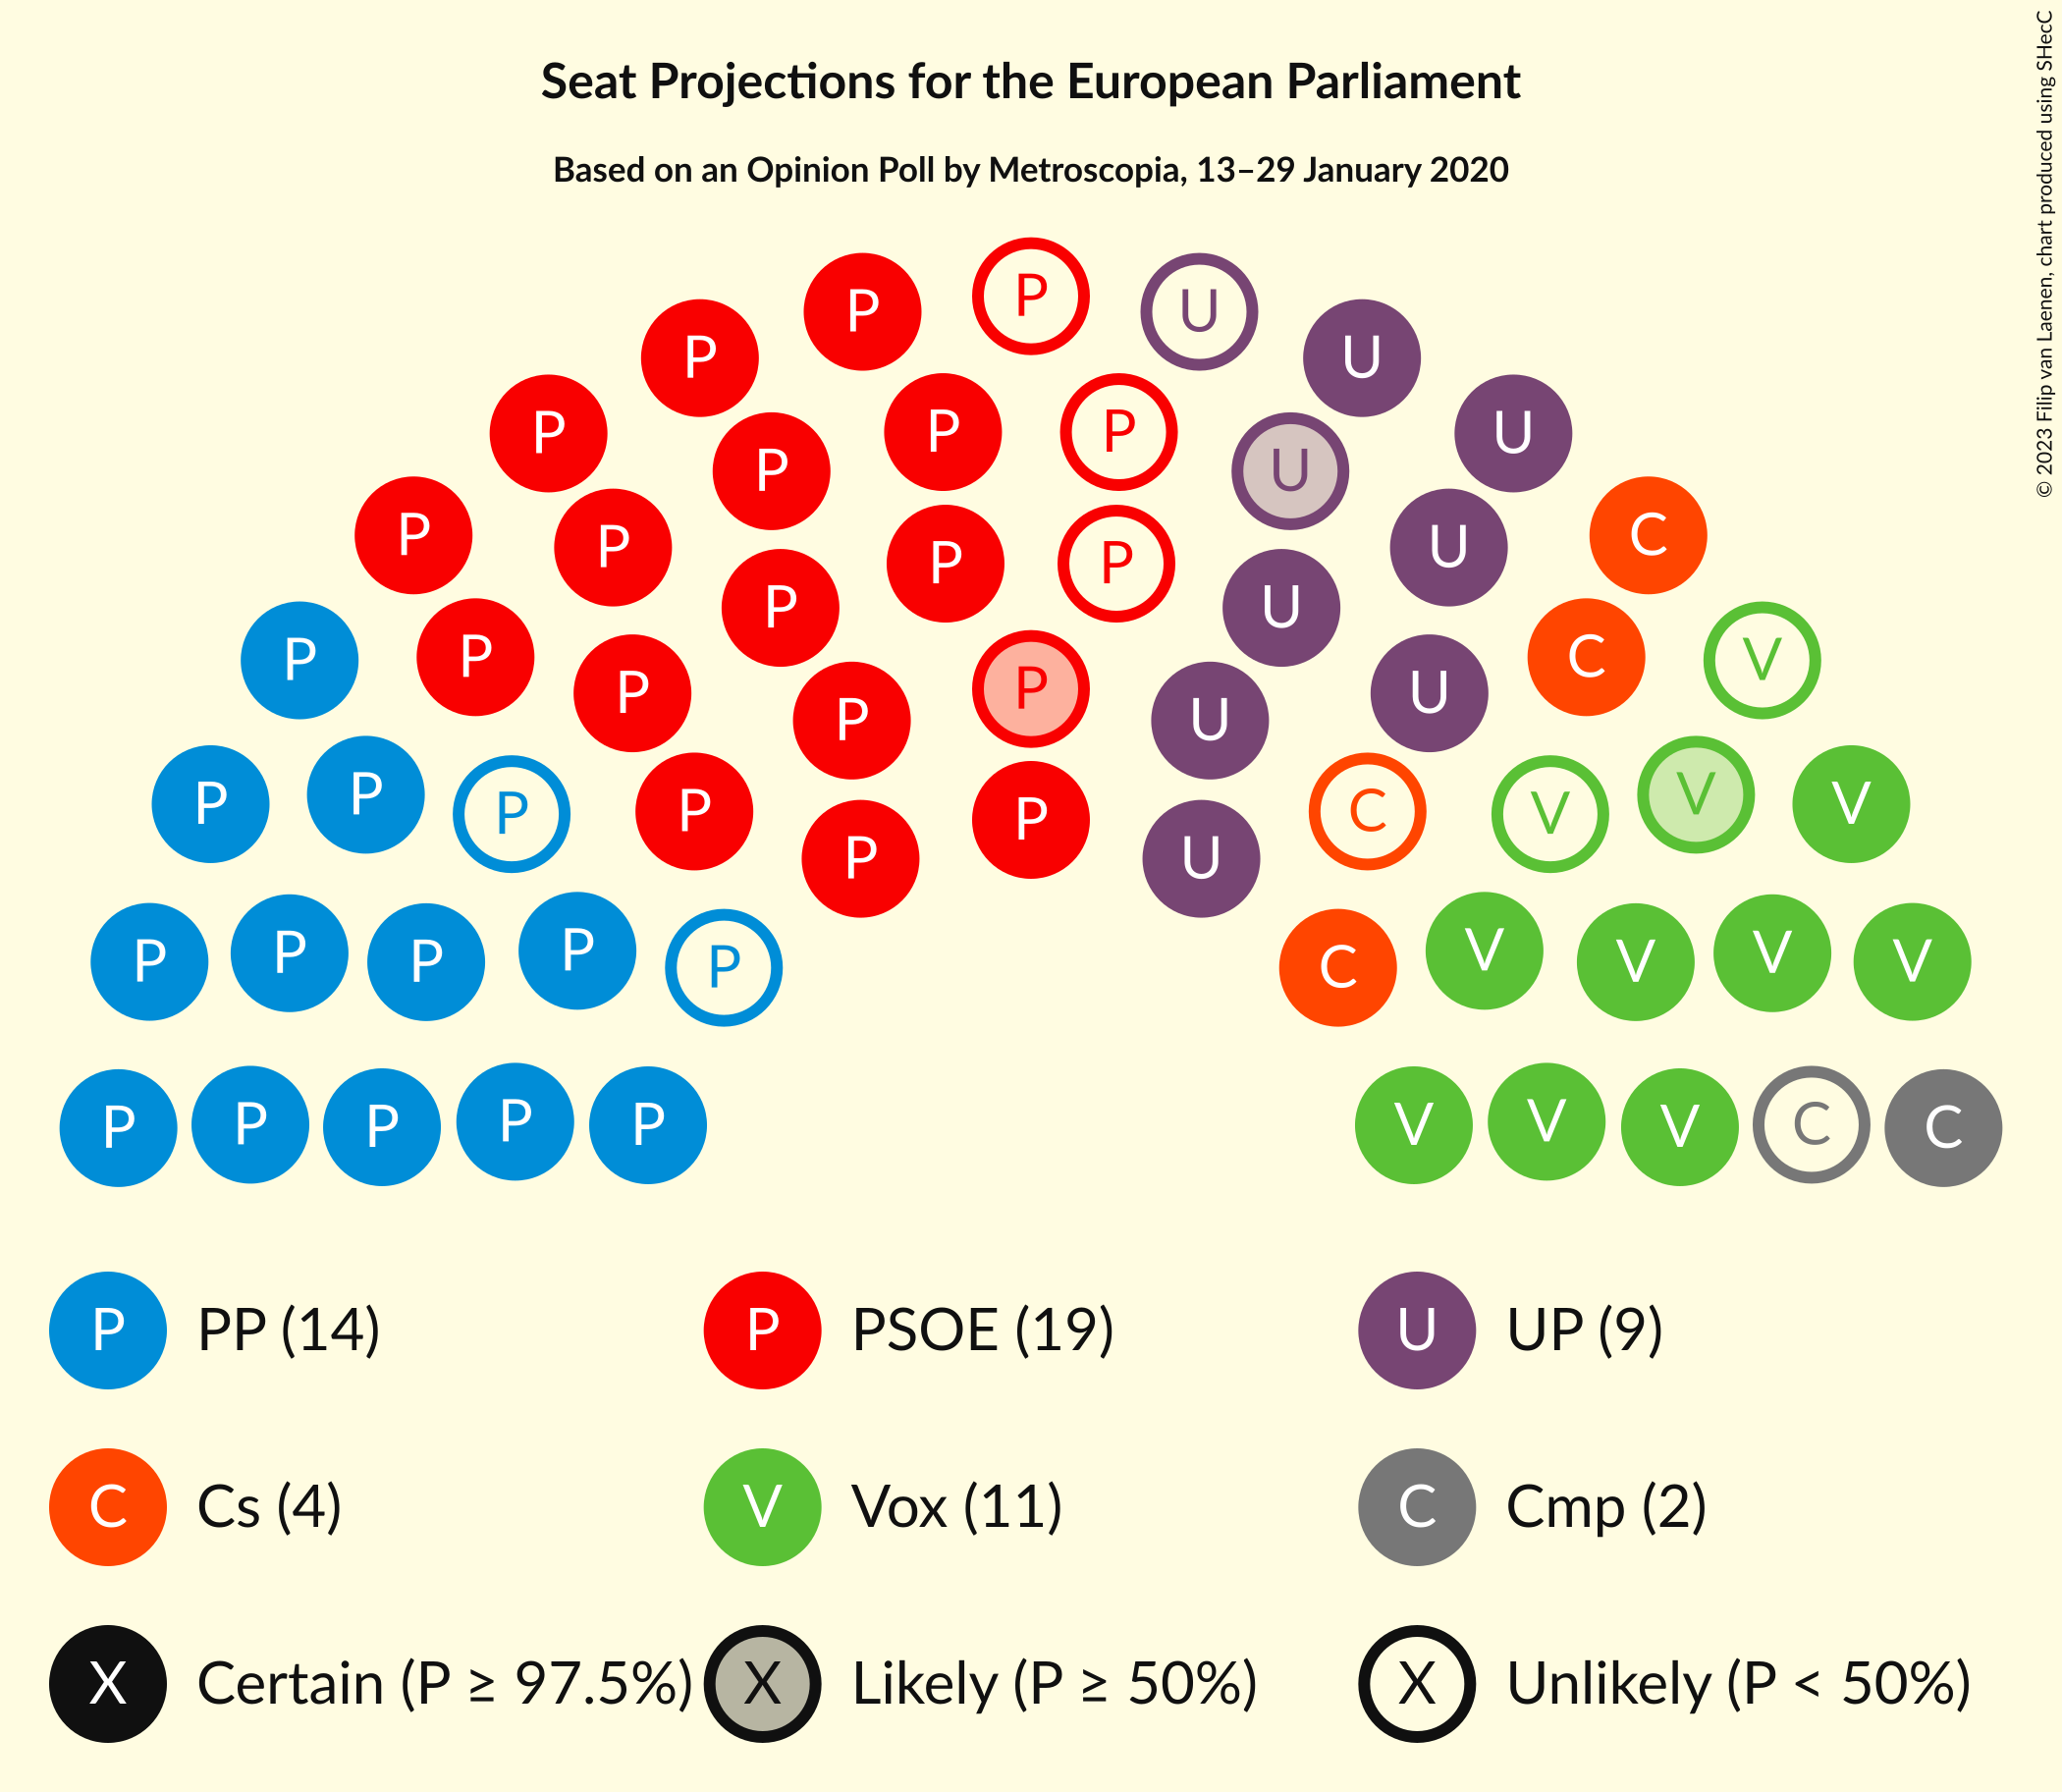 Seat Projections for the European Parliament
Based on an Opinion Poll by Metroscopia, 13–29 January 2020
© 2023 Filip van Laenen, chart produced using SHecC
P
P P U
P U
P P P U
P U
P P U C
P P P U
P P V
P P C
P P U
P U
P P V V
P V
P P C V
P
P U
P P P P V V V V
P P C
P P P P P V V V C C
P PP (14) P PSOE (19) U UP (9)
C Cs (4) V Vox (11) C Cmp (2)
X Certain (P ≥ 97.5%) X Likely (P ≥ 50%) X Unlikely (P < 50%)